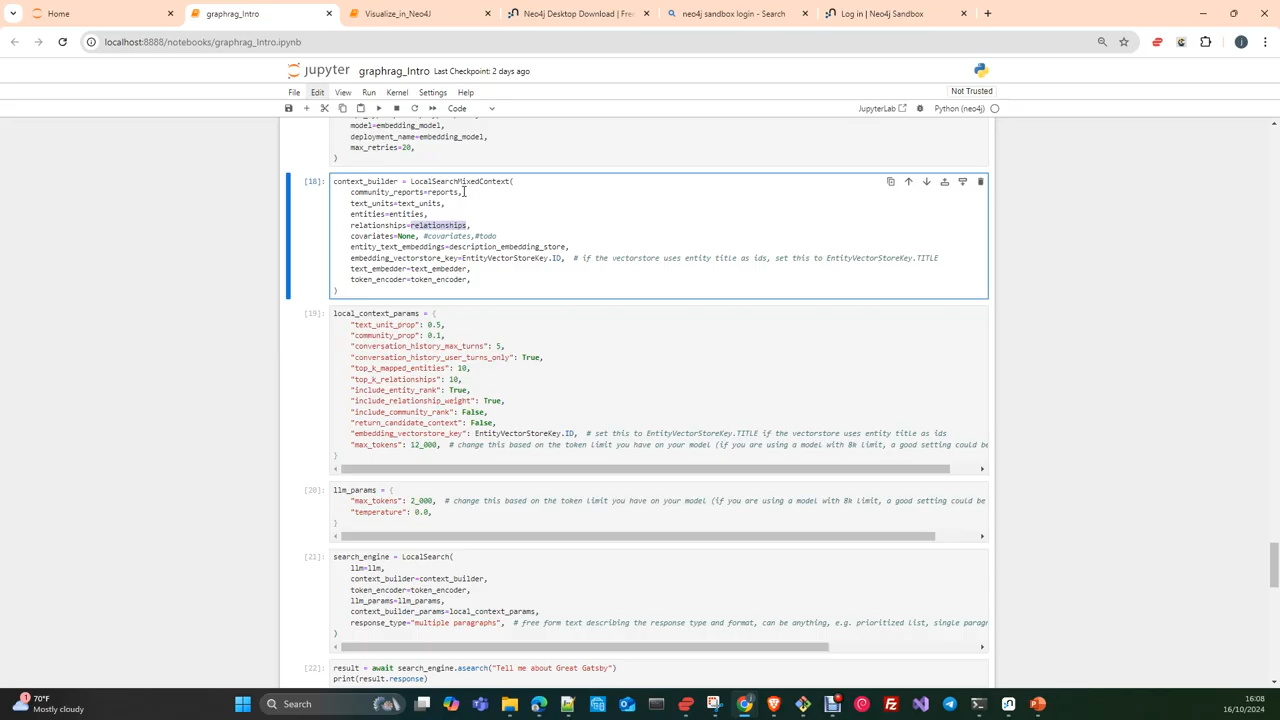 Home
graphrag_Intro
Visualize_in_Neo4J
Neo4j Desktop Download | Free
neo4j sandbox login - Search
Log in | Neo4j Sandbox
localhost:8888/notebooks/graphrag_Intro.ipynb
jupyter graphrag_Intro Last Checkpoint: 2 days ago
File Edit View Run Kernel Settings Help
Not Trusted
Code
JupyterLab
Python (neo4j)
model=embedding_model,
deployment_name=embedding_model,
max_retries=20,
)
[18]:
context_builder = LocalSearchMixedContext(
community_reports=reports,
text_units=text_units,
entities=entities,
relationships=relationships,
covariates=None, #covariates,#todo
entity_text_embeddings=description_embedding_store,
embedding_vectorstore_key=EntityVectorStoreKey.ID, # if the vectorstore uses entity title as ids, set this to EntityVectorStoreKey.TITLE
text_embedder=text_embedder,
token_encoder=token_encoder,
)
[19]:
local_context_params = {
"text_unit_prop": 0.5,
"community_prop": 0.1,
"conversation_history_max_turns": 5,
"conversation_history_user_turns_only": True,
"top_k_mapped_entities": 10,
"top_k_relationships": 10,
"include_entity_rank": True,
"include_relationship_weight": True,
"include_community_rank": False,
"return_candidate_context": False,
"embedding_vectorstore_key": EntityVectorStoreKey.ID, # set this to EntityVectorStoreKey.TITLE if the vectorstore uses entity title as ids
"max_tokens": 12_000, # change this based on the token limit you have on your model (if you are using a model with 8k limit, a good setting could be
}
[20]:
llm_params = {
"max_tokens": 2_000, # change this based on the token limit you have on your model (if you are using a model with 8k limit, a good setting could be
"temperature": 0.0,
}
[21]:
search_engine = LocalSearch(
llm=llm,
context_builder=context_builder,
token_encoder=token_encoder,
llm_params=llm_params,
context_builder_params=local_context_params,
response_type="multiple paragraphs", # free form text describing the response type and format, can be anything, e.g. prioritized list, single paragr
)
[22]:
result = await search_engine.asearch("Tell me about Great Gatsby")
print(result.response)
70°F
Mostly cloudy
Search
16:08
16/10/2024